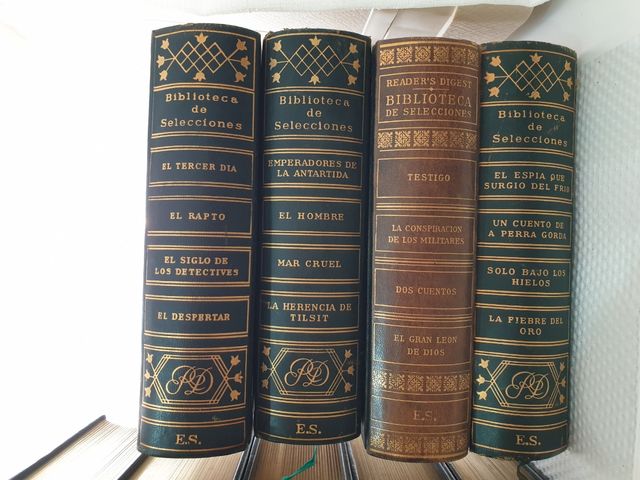 Biblioteca
de
Selecciones
EL TERCER DIA
EL RAPTO
EL SIGLO DE
LOS DETECTIVES
EL DESPERTAR
RD
E.S.
Biblioteca
de
Selecciones
EMPERADORES DE
LA ANTARTIDA
EL HOMBRE
MAR CRUEL
LA HERENCIA DE
TILSIT
RD
E.S.
READER'S DIGEST
BIBLIOTECA
DE SELECCIONES
TESTIGO
LA CONSPIRACION
DE LOS MILITARES
DOS CUENTOS
EL GRAN LEON
DE DIOS
E.S.
Biblioteca
de
Selecciones
EL ESPIA QUE
SURGIO DEL FRIO
UN CUENTO DE
A PERRA GORDA
SOLO BAJO LOS
HIELOS
LA FIEBRE DEL
ORO
RD
E.S.